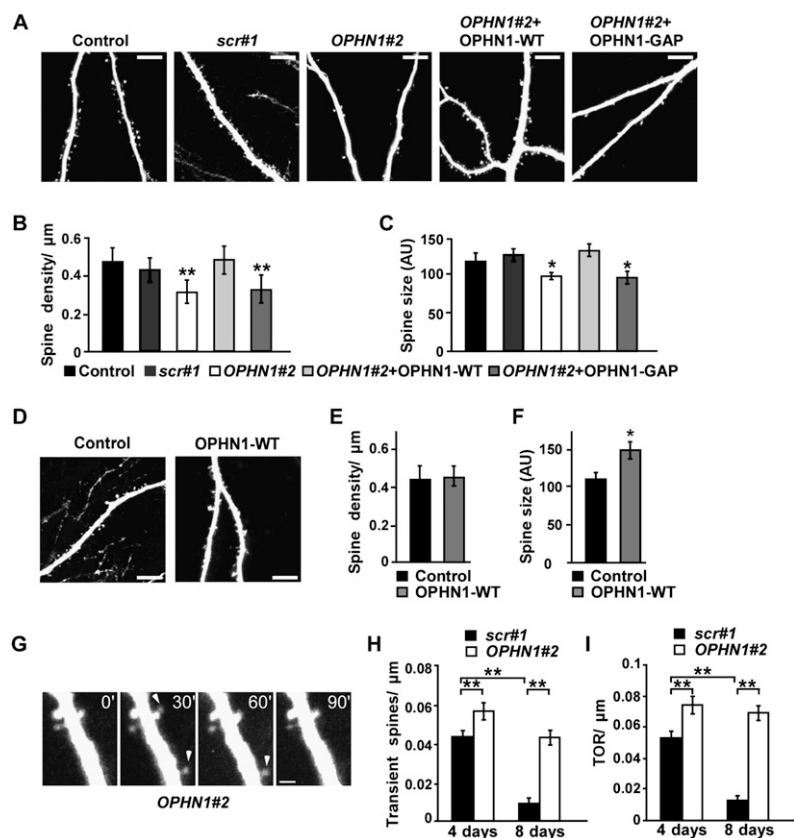 A
Control
scr#1
OPHN1#2
OPHN1#2+
OPHN1-WT
OPHN1#2+
OPHN1-GAP
B
Spine density/ μm
0.6
0.4
0.2
0
**
**
C
Spine size (AU)
150
100
50
0
*
*
Control scr#1 OPHN1#2 OPHN1#2+OPHN1-WT OPHN1#2+OPHN1-GAP
D
Control
OPHN1-WT
E
Spine density/ μm
0.6
0.4
0.2
0
Control
OPHN1-WT
F
Spine size (AU)
150
100
50
0
*
Control
OPHN1-WT
G
0'
30'
60'
90'
OPHN1#2
H
scr#1
OPHN1#2
Transient spines/ μm
0.08
0.06
0.04
0.02
0
**
**
**
4 days
8 days
I
scr#1
OPHN1#2
TOR/ μm
0.1
0.08
0.06
0.04
0.02
0
**
**
**
4 days
8 days